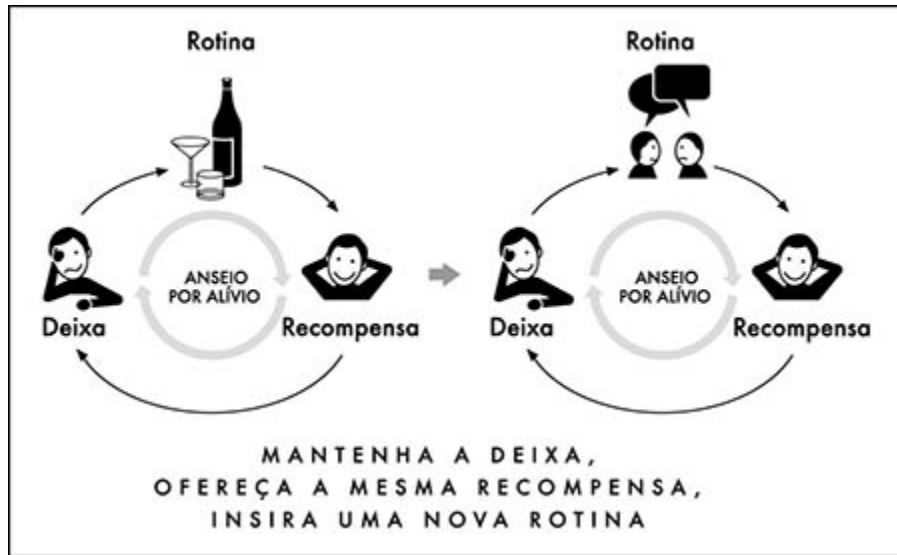 Rotina
ANSEIO
POR ALÍVIO
Deixa
Recompensa
Rotina
ANSEIO
POR ALÍVIO
Deixa
Recompensa
MANTENHA A DEIXA,
OFEREÇA A MESMA RECOMPENSA,
INSIRA UMA NOVA ROTINA